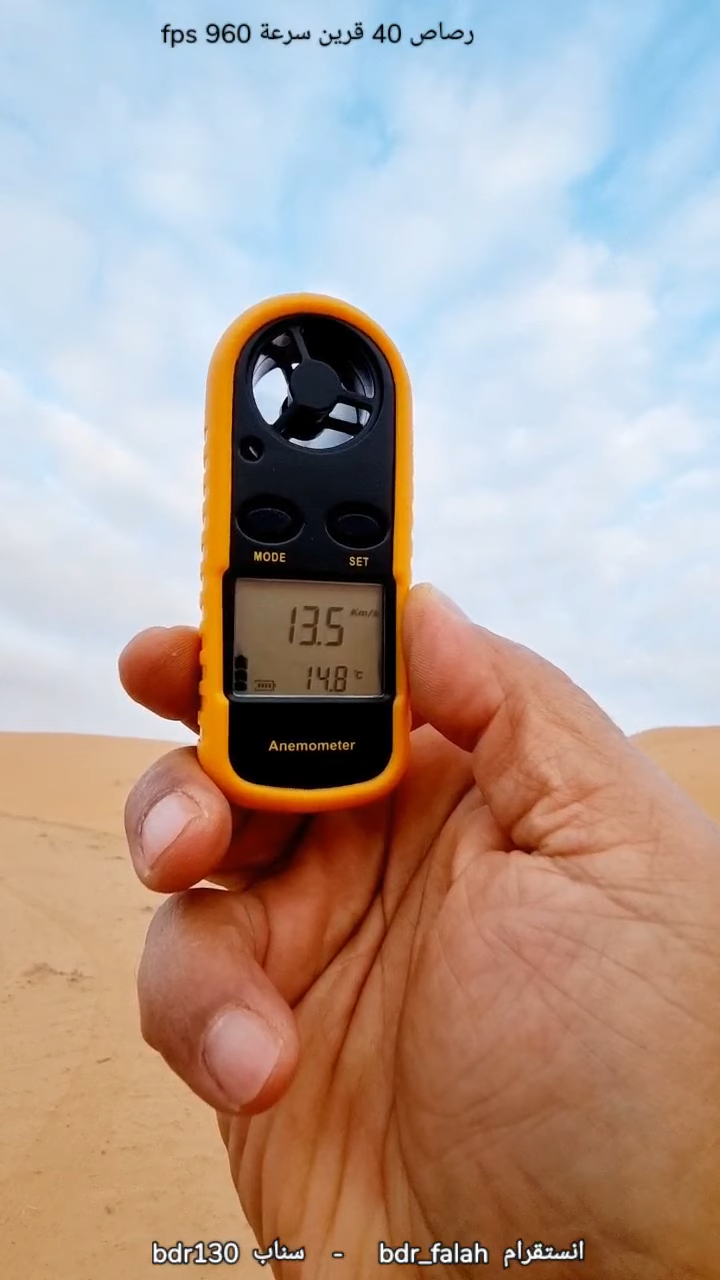 رصاص 40 قرين سرعة 960 fps
MODE
SET
13.5 Km/h
14.8 °C
Anemometer
انستقرام bdr_falah - سناب bdr130